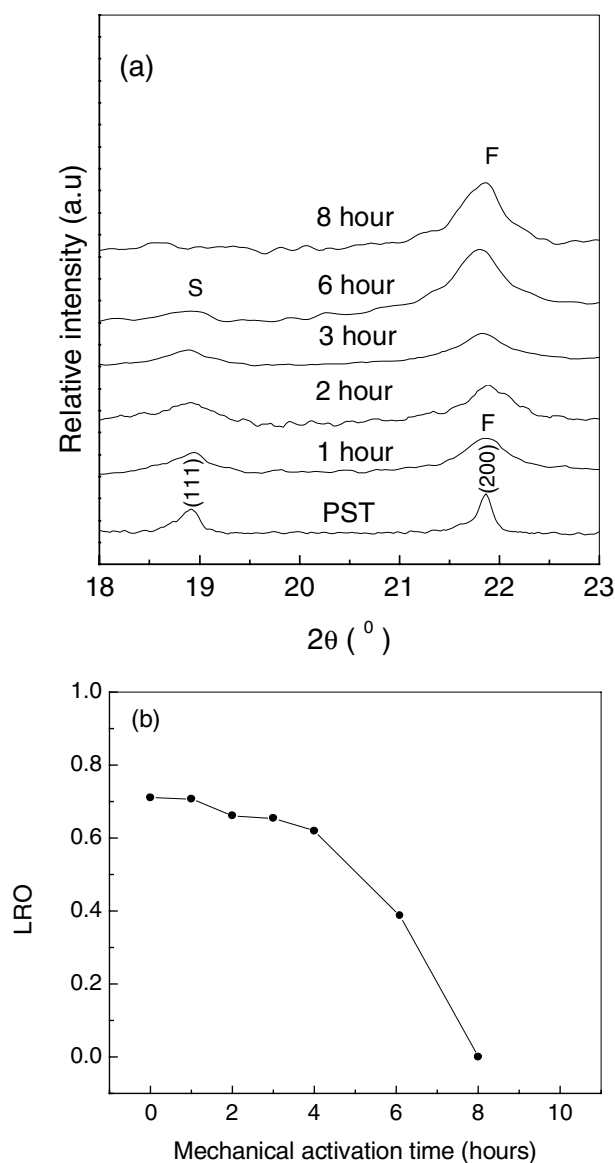 (a)
Relative intensity (a.u)
F
8 hour
S
6 hour
3 hour
2 hour
F
1 hour
(111)
(200)
PST
18 19 20 21 22 23
2θ ( ⁰ )
(b)
1.0
0.8
0.6
0.4
0.2
0.0
LRO
0 2 4 6 8 10
Mechanical activation time (hours)